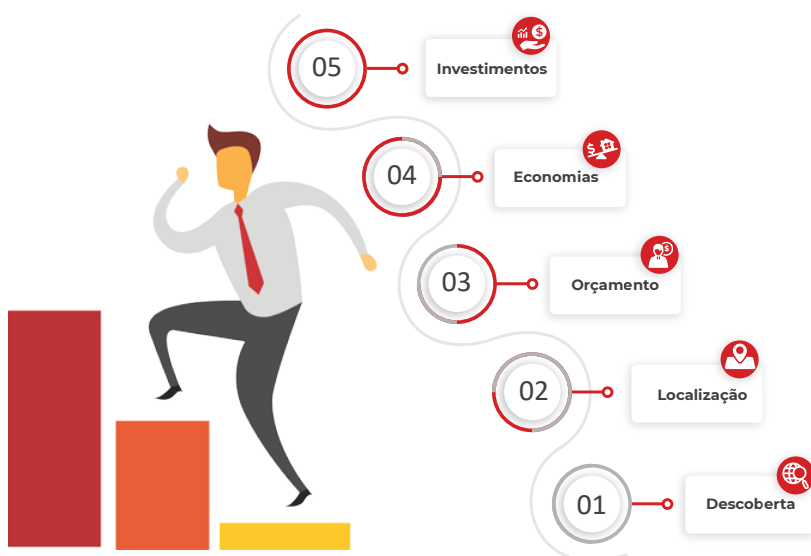 05
Investimentos
04
Economias
03
Orçamento
02
Localização
01
Descoberta